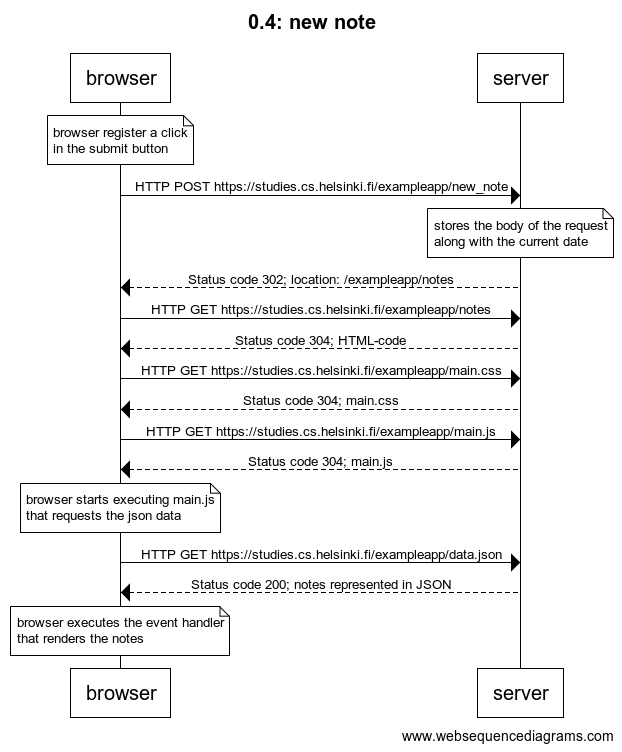 0.4: new note
browser
server
browser register a click
in the submit button
HTTP POST https://studies.cs.helsinki.fi/exampleapp/new_note
stores the body of the request
along with the current date
Status code 302; location: /exampleapp/notes
HTTP GET https://studies.cs.helsinki.fi/exampleapp/notes
Status code 304; HTML-code
HTTP GET https://studies.cs.helsinki.fi/exampleapp/main.css
Status code 304; main.css
HTTP GET https://studies.cs.helsinki.fi/exampleapp/main.js
Status code 304; main.js
browser starts executing main.js
that requests the json data
HTTP GET https://studies.cs.helsinki.fi/exampleapp/data.json
Status code 200; notes represented in JSON
browser executes the event handler
that renders the notes
browser
server
www.websequencediagrams.com